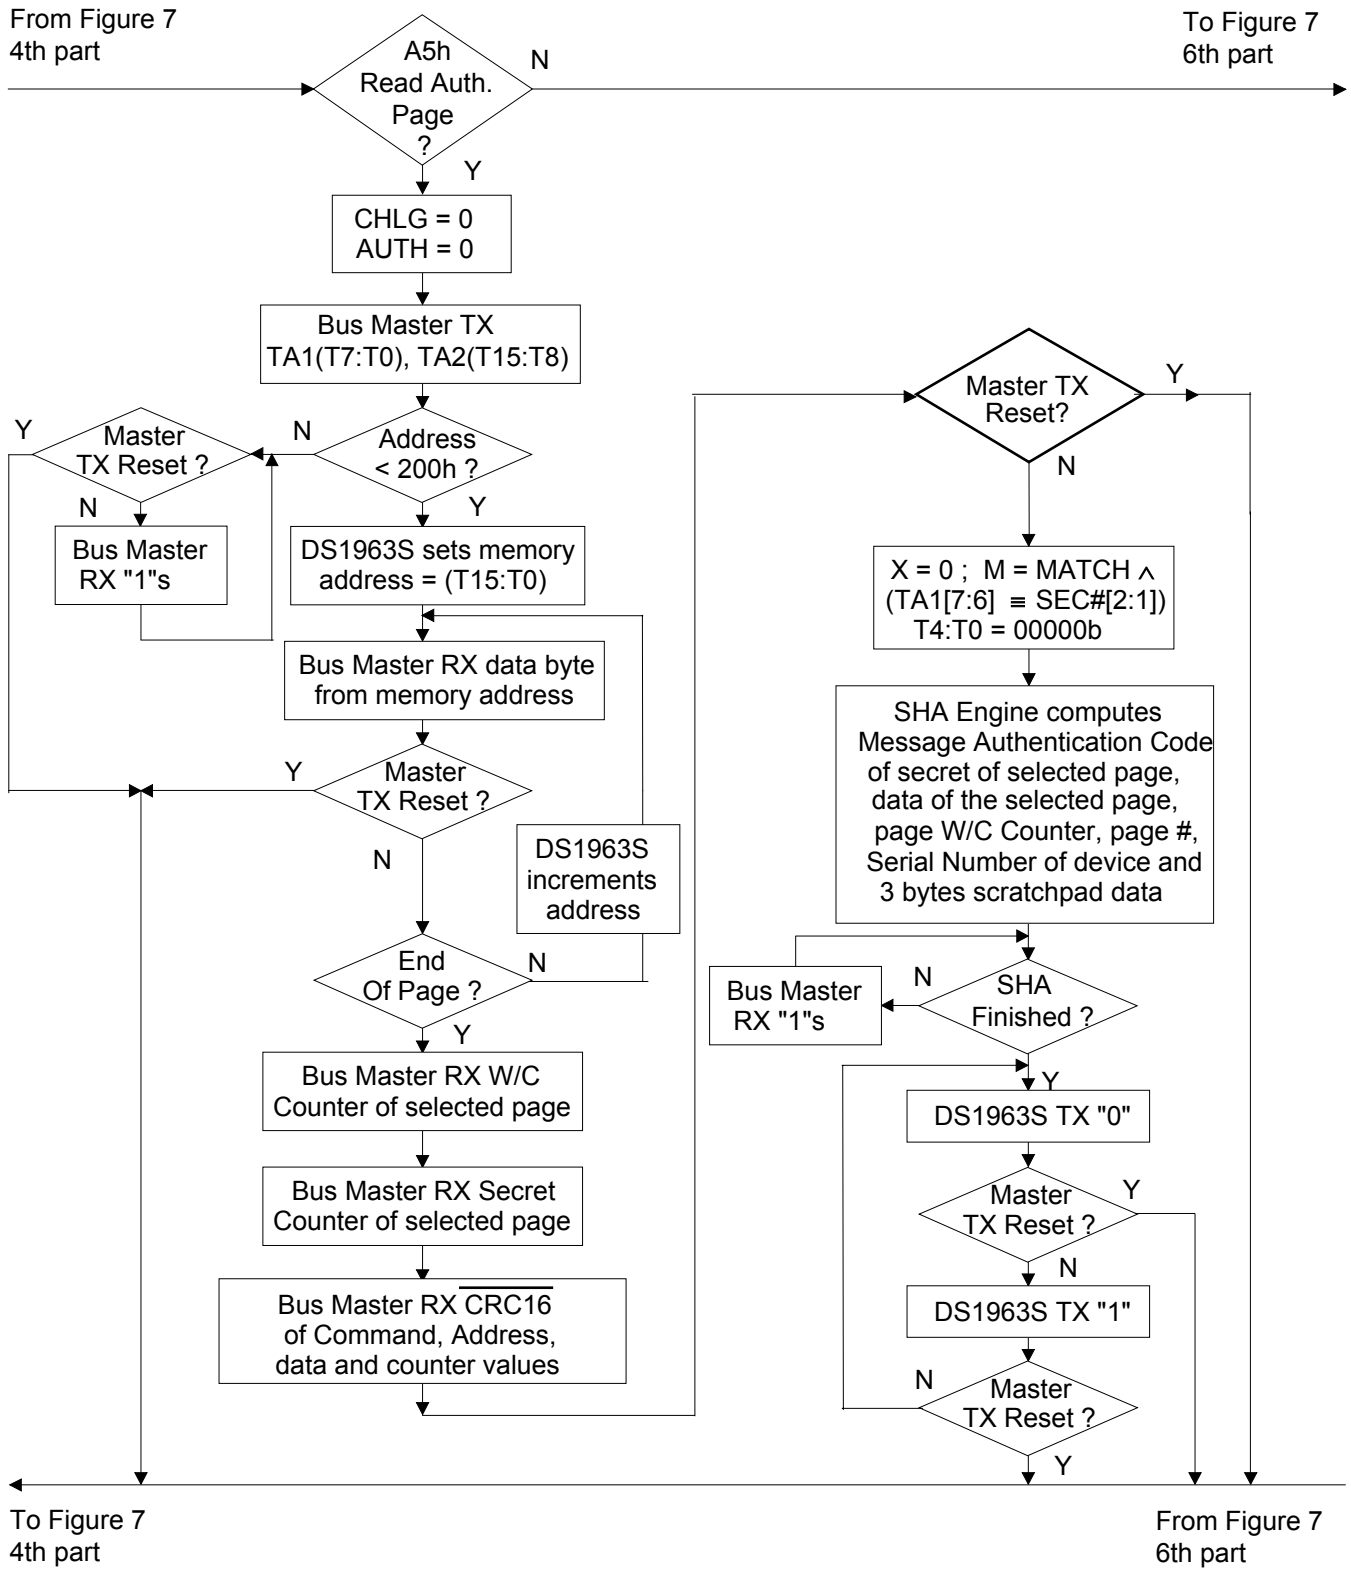 From Figure 7
4th part
To Figure 7
6th part
A5h
Read Auth.
Page
?
N
Y
CHLG = 0
AUTH = 0
Bus Master TX
TA1(T7:T0), TA2(T15:T8)
Address
< 200h ?
N
Y
Master
TX Reset ?
Y
N
Bus Master
RX "1"s
DS1963S sets memory
address = (T15:T0)
Bus Master RX data byte
from memory address
Master
TX Reset ?
Y
N
DS1963S
increments
address
End
Of Page ?
N
Y
Bus Master RX W/C
Counter of selected page
Bus Master RX Secret
Counter of selected page
Bus Master RX C̅R̅C̅1̅6̅
of Command, Address,
data and counter values
Master TX
Reset?
Y
N
X = 0 ; M = MATCH ∧
(TA1[7:6] ≡ SEC#[2:1])
T4:T0 = 00000b
SHA Engine computes
Message Authentication Code
of secret of selected page,
data of the selected page,
page W/C Counter, page #,
Serial Number of device and
3 bytes scratchpad data
SHA
Finished ?
N
Y
Bus Master
RX "1"s
DS1963S TX "0"
Master
TX Reset ?
Y
N
DS1963S TX "1"
Master
TX Reset ?
N
Y
To Figure 7
4th part
From Figure 7
6th part